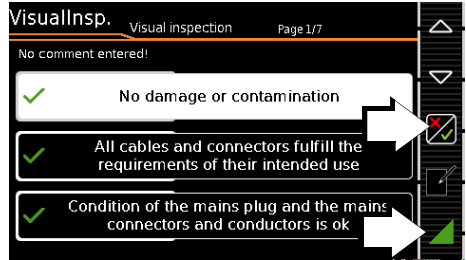 VisualInsp.
Visual inspection
Page 1/7
No comment entered!
No damage or contamination
All cables and connectors fulfill the
requirements of their intended use
Condition of the mains plug and the mains
connectors and conductors is ok